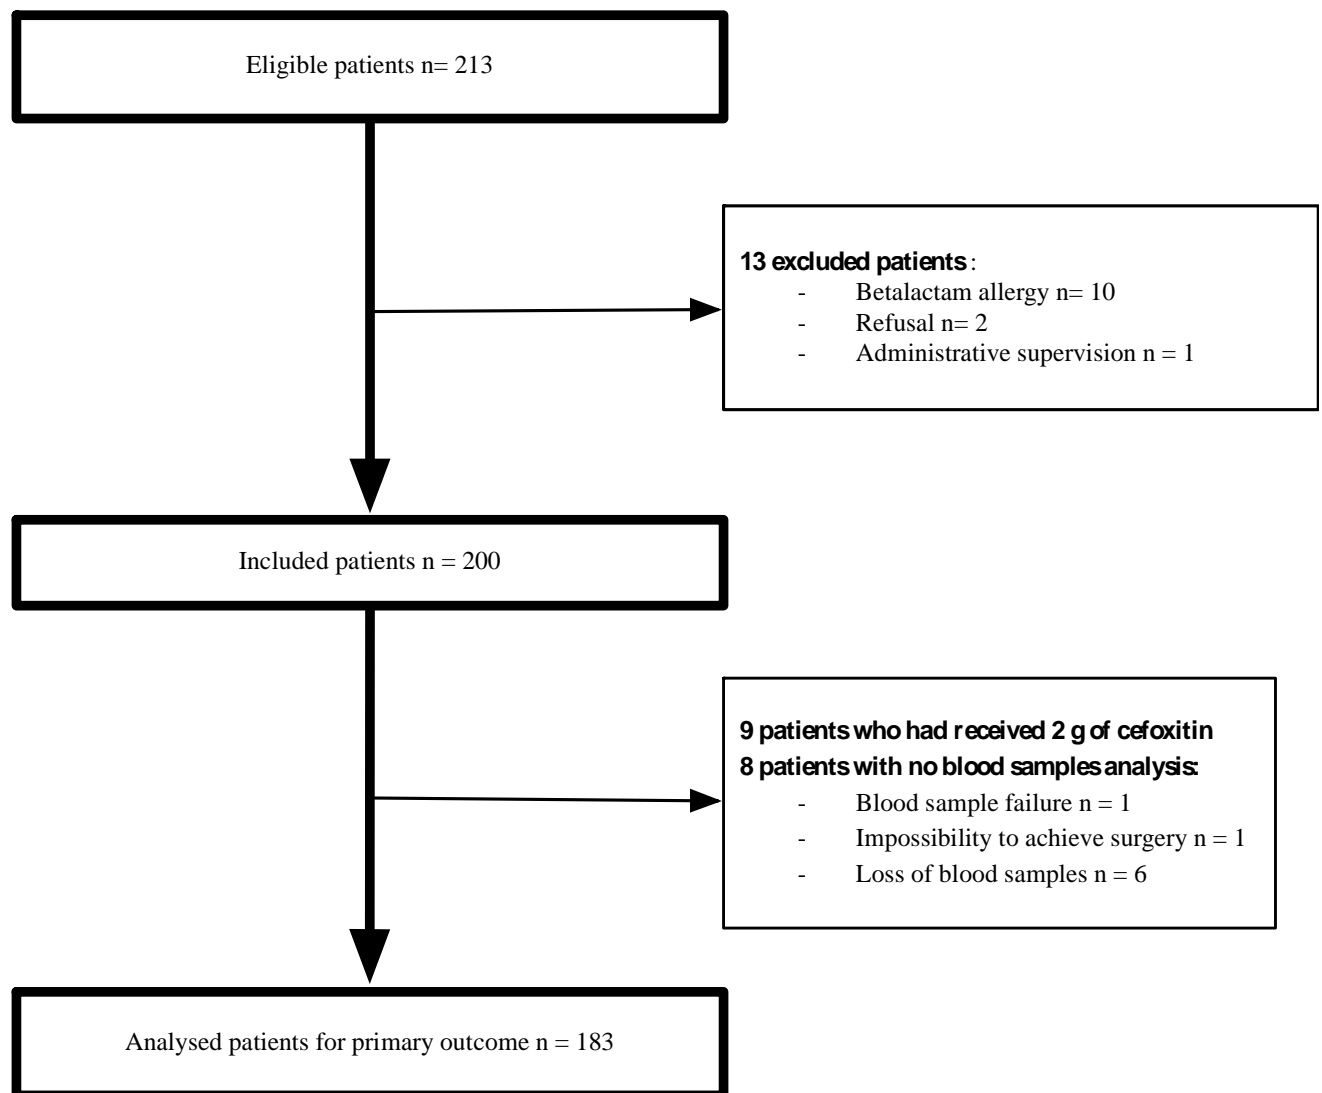 Eligible patients n= 213
13 excluded patients :
- Betalactam allergy n= 10
- Refusal n= 2
- Administrative supervision n = 1
Included patients n = 200
9 patients who had received 2 g of cefoxitin
8 patients with no blood samples analysis:
- Blood sample failure n = 1
- Impossibility to achieve surgery n = 1
- Loss of blood samples n = 6
Analysed patients for primary outcome n = 183